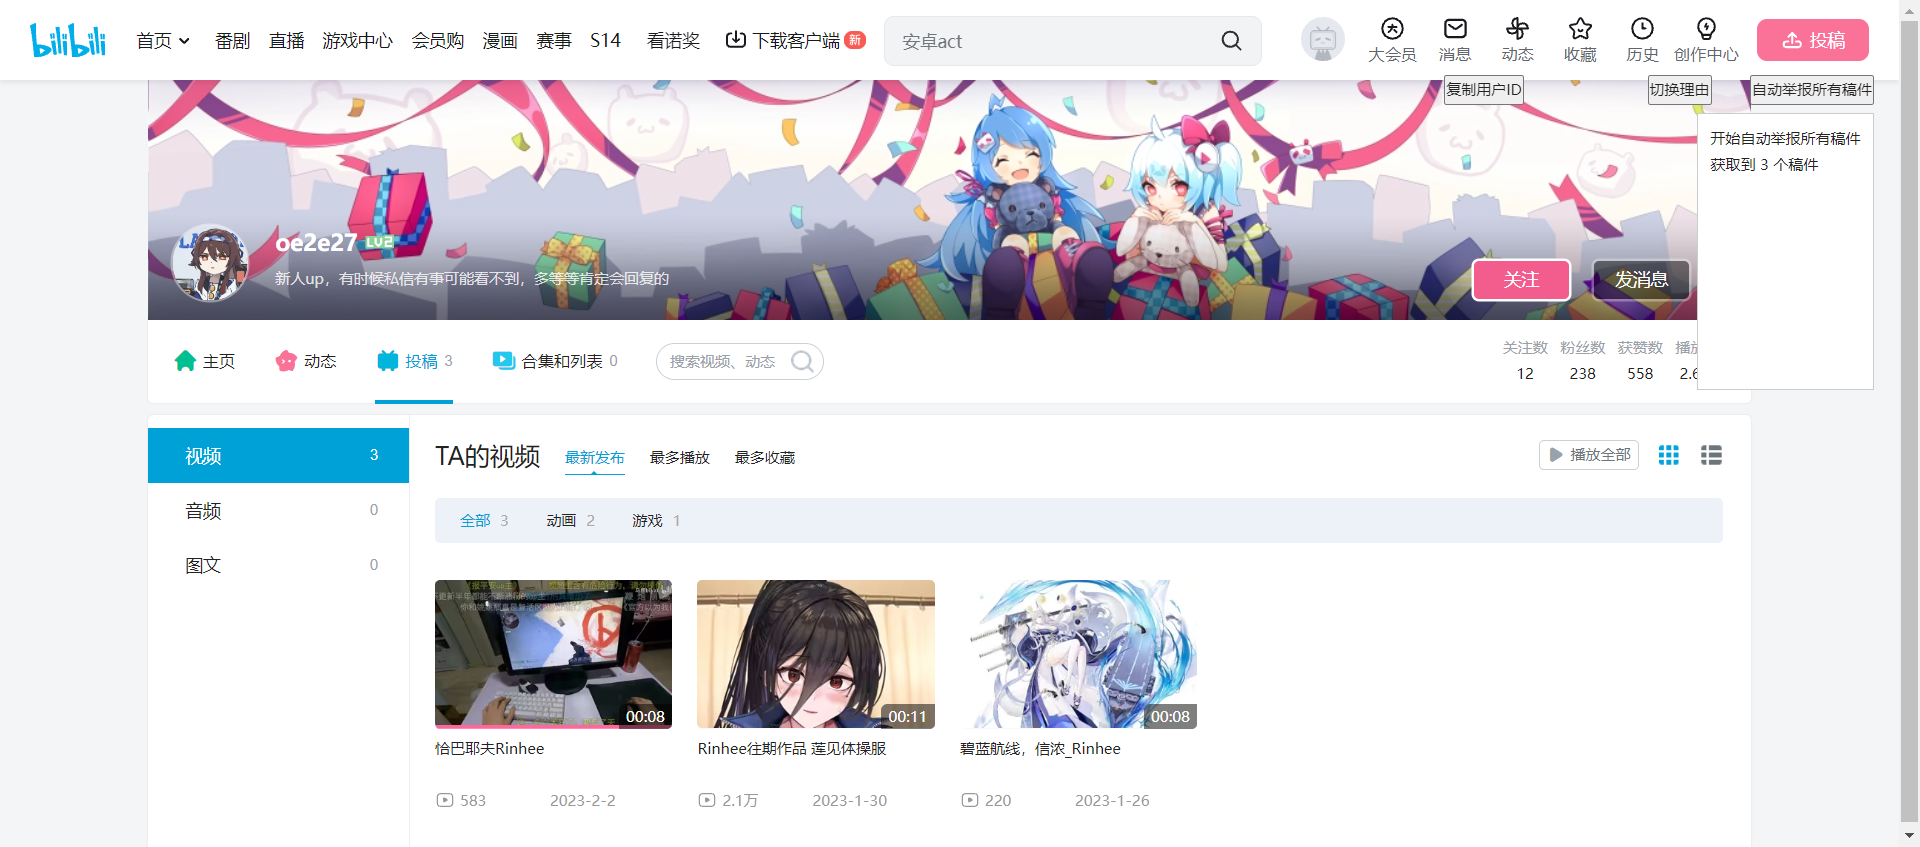 bilibili
首页 番剧 直播 游戏中心 会员购 漫画 赛事 S14 看诺奖 下载客户端 新
安卓act
大会员 消息 动态 收藏 历史 创作中心 投稿
复制用户ID 切换理由 自动举报所有稿件
开始自动举报所有稿件
获取到 3 个稿件
oe2e27 LV2
新人up，有时候私信有事可能看不到，多等等肯定会回复的
关注 发消息
主页 动态 投稿 3 合集和列表 0 搜索视频、动态
关注数 粉丝数 获赞数
12 238 558
视频 3
音频 0
图文 0
TA的视频 最新发布 最多播放 最多收藏 播放全部
全部 3 动画 2 游戏 1
00:08 00:11 00:08
恰巴耶夫Rinhee
583 2023-2-2
Rinhee往期作品 莲见体操服
2.1万 2023-1-30
碧蓝航线，信浓_Rinhee
220 2023-1-26